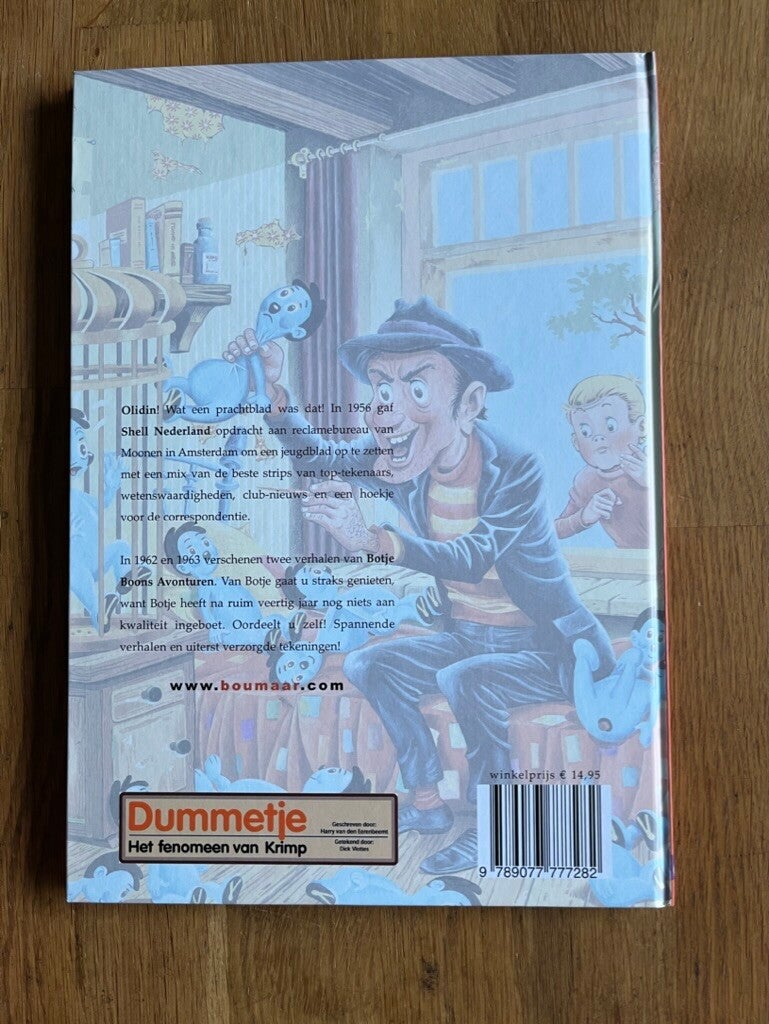 Olidin! Wat een prachtblad was dat! In 1956 gaf
Shell Nederland opdracht aan reclamebureau van
Moonen in Amsterdam om een jeugdblad op te zetten
met een mix van de beste strips van top-tekenaars,
wetenswaardigheden, club-nieuws en een hoekje
voor de correspondentie.
In 1962 en 1963 verschenen twee verhalen van Botje
Boons Avonturen. Van Botje gaat u straks genieten,
want Botje heeft na ruim veertig jaar nog niets aan
kwaliteit ingeboet. Oordeelt u zelf! Spannende
verhalen en uiterst verzorgde tekeningen!
www.boumaar.com
winkelprijs € 14,95
Dummetje
Het fenomeen van Krimp
Geschreven door:
Harry van den Eerenbeemt
Getekend door:
Dick Vlottes
9 789077 777282